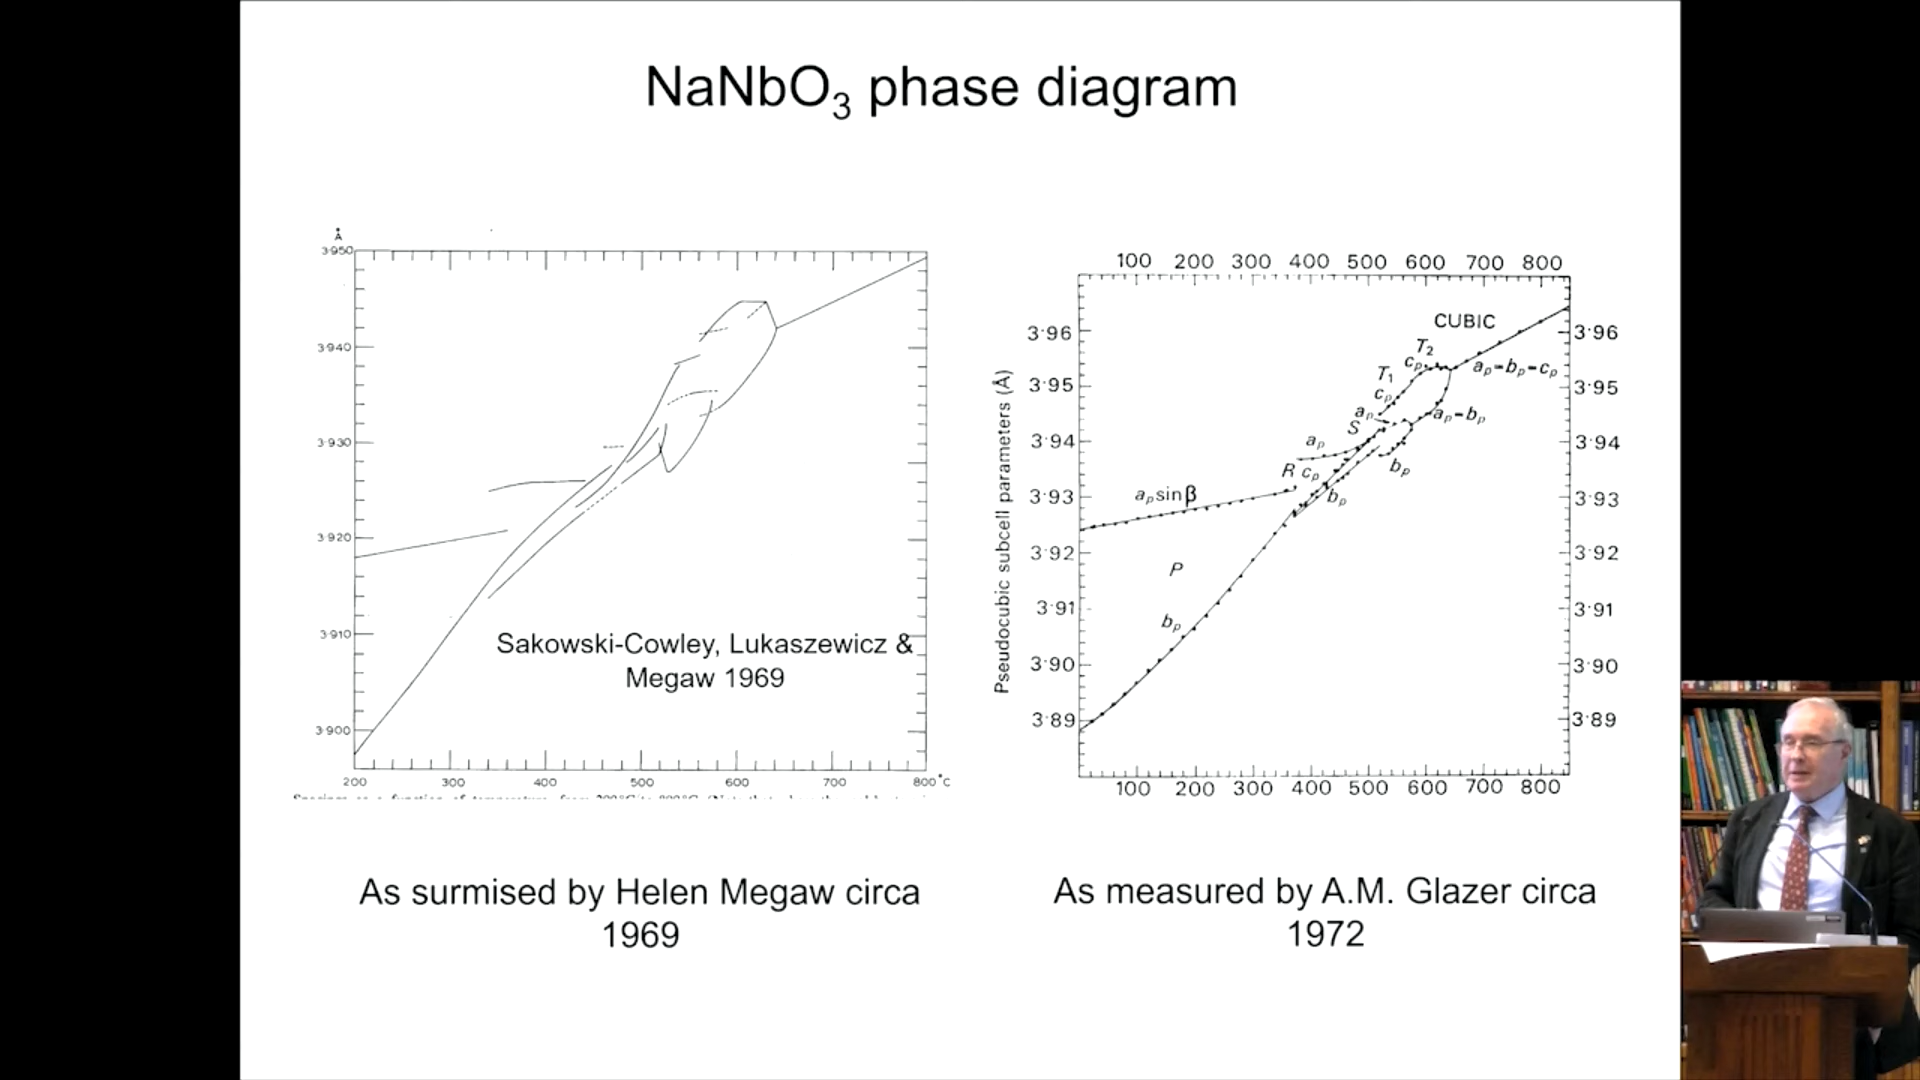 NaNbO₃ phase diagram
Å
3·950
3·940
3·930
3·920
3·910
3·900
200 300 400 500 600 700 800 °C
Sakowski-Cowley, Lukaszewicz &
Megaw 1969
As surmised by Helen Megaw circa
1969
100 200 300 400 500 600 700 800
Pseudocubic subcell parameters (Å)
3·96
3·95
3·94
3·93
3·92
3·91
3·90
3·89
CUBIC
T₂
cₚ
aₚ=bₚ=cₚ
T₁
cₚ
aₚ
aₚ=bₚ
S
aₚ
R cₚ
bₚ
bₚ
aₚsinβ
P
bₚ
3·96
3·95
3·94
3·93
3·92
3·91
3·90
3·89
100 200 300 400 500 600 700 800
As measured by A.M. Glazer circa
1972